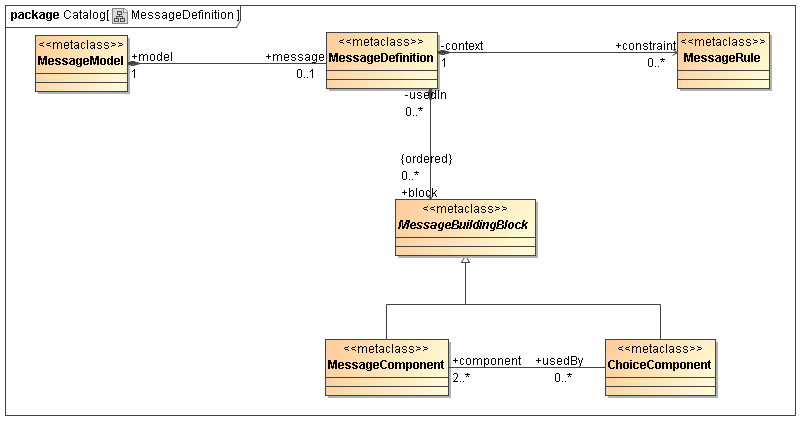 package Catalog[ MessageDefinition ]
<<metaclass>>
MessageModel
+model
1
+message
0..1
<<metaclass>>
MessageDefinition
-context
1
+constraint
0..*
<<metaclass>>
MessageRule
-usedIn
0..*
{ordered}
0..*
+block
<<metaclass>>
MessageBuildingBlock
<<metaclass>>
MessageComponent
+component
2..*
+usedBy
0..*
<<metaclass>>
ChoiceComponent